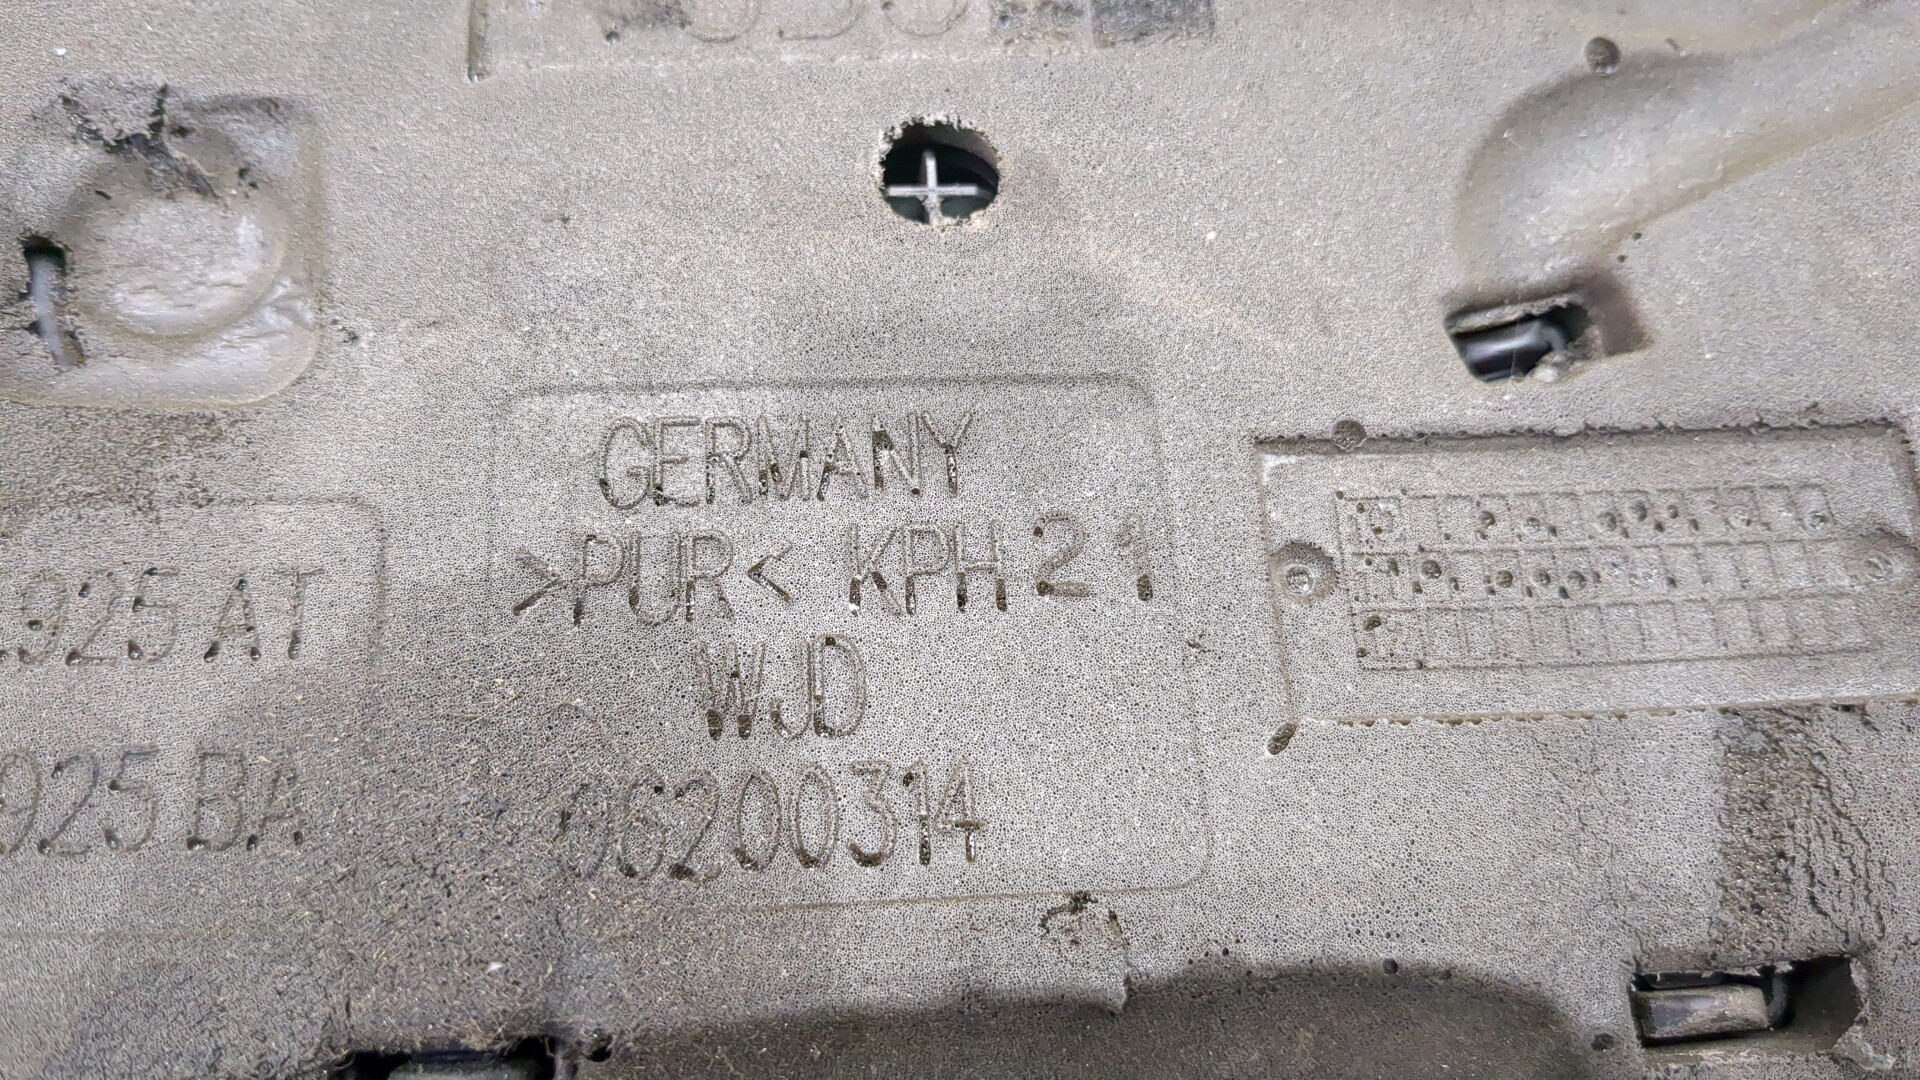 GERMANY
>PUR< KPH 21
WJD
925 AT
925 BA
06200314